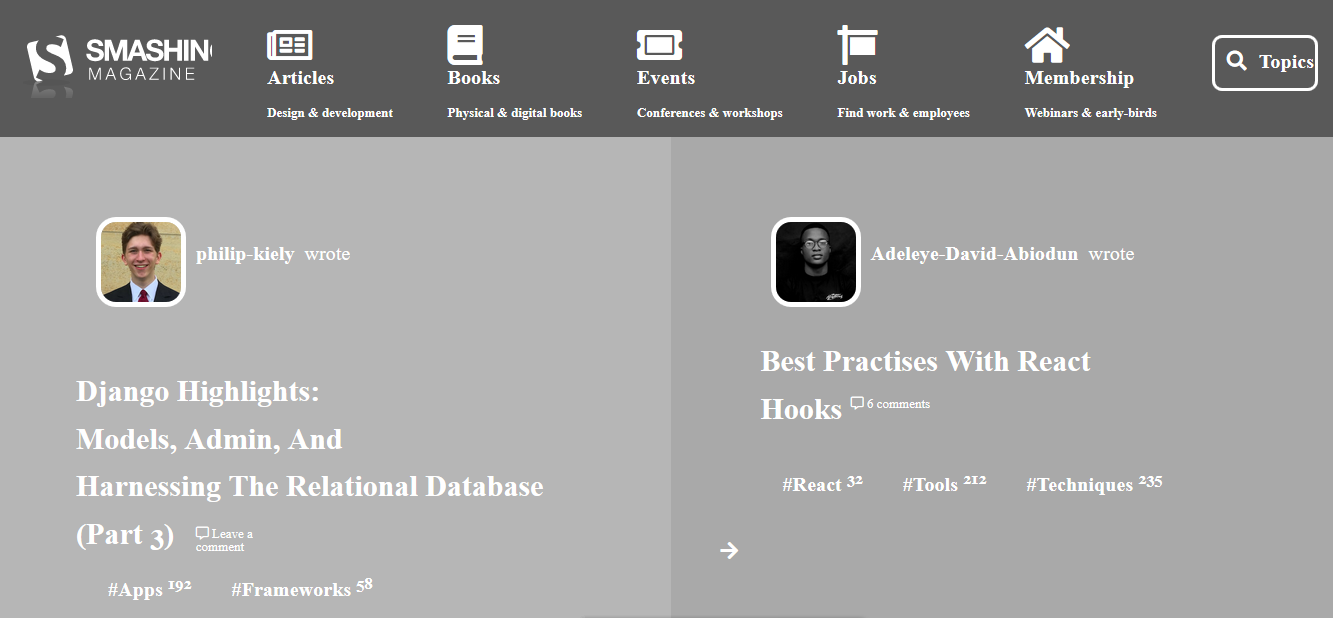 SMASHING
MAGAZINE
Articles
Design & development
Books
Physical & digital books
Events
Conferences & workshops
Jobs
Find work & employees
Membership
Webinars & early-birds
Topics
philip-kiely wrote
Django Highlights:
Models, Admin, And
Harnessing The Relational Database
(Part 3) Leave a
comment
#Apps 192 #Frameworks 58
Adeleye-David-Abiodun wrote
Best Practises With React
Hooks 6 comments
#React 32 #Tools 212 #Techniques 235